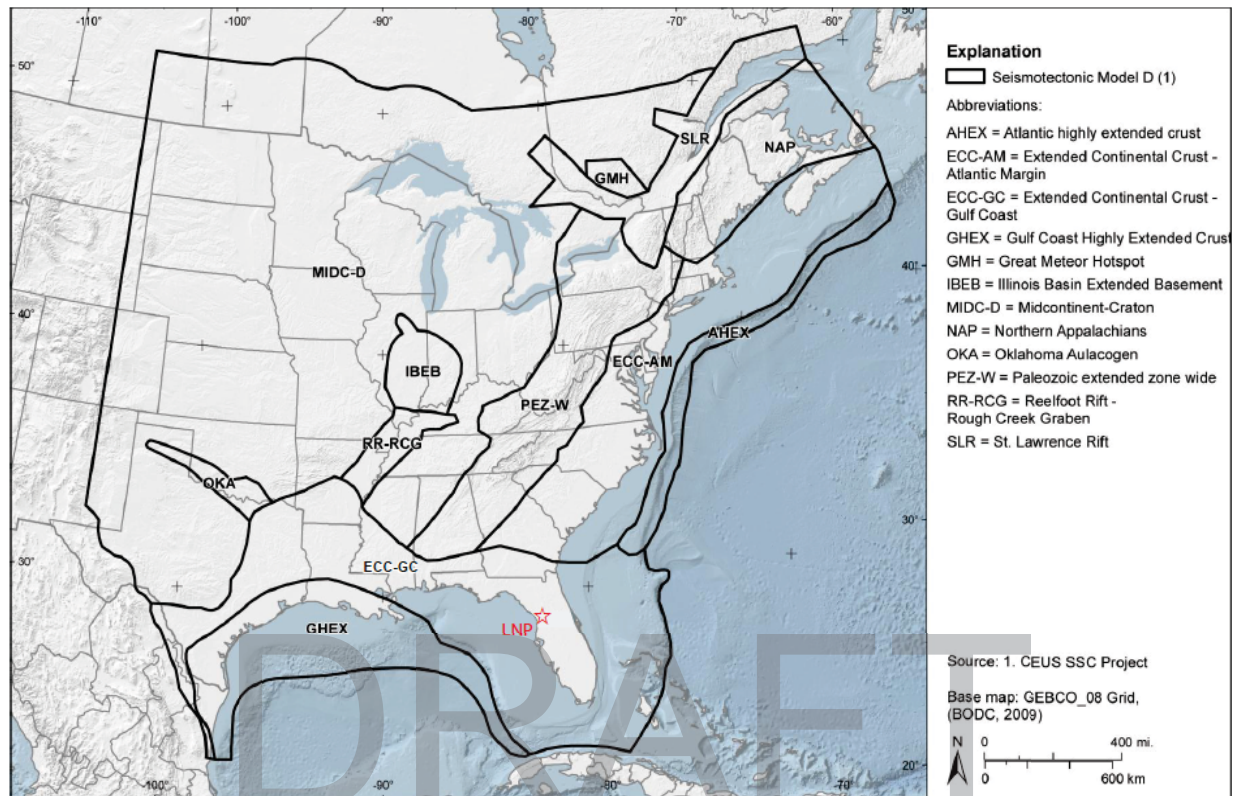 -110°
-100°
-90°
-80°
-70°
-60°
50°
50°
SLR
NAP
GMH
MIDC-D
40°
40°
AHEX
ECC-AM
IBEB
PEZ-W
RR-RCG
OKA
30°
30°
ECC-GC
LNP
GHEX
DRAFT
20°
-100°
-90°
-80°
-70°
Explanation
Seismotectonic Model D (1)
Abbreviations:
AHEX = Atlantic highly extended crust
ECC-AM = Extended Continental Crust -
Atlantic Margin
ECC-GC = Extended Continental Crust -
Gulf Coast
GHEX = Gulf Coast Highly Extended Crust
GMH = Great Meteor Hotspot
IBEB = Illinois Basin Extended Basement
MIDC-D = Midcontinent-Craton
NAP = Northern Appalachians
OKA = Oklahoma Aulacogen
PEZ-W = Paleozoic extended zone wide
RR-RCG = Reelfoot Rift -
Rough Creek Graben
SLR = St. Lawrence Rift
Source: 1. CEUS SSC Project
Base map: GEBCO_08 Grid,
(BODC, 2009)
N
0 400 mi.
0 600 km